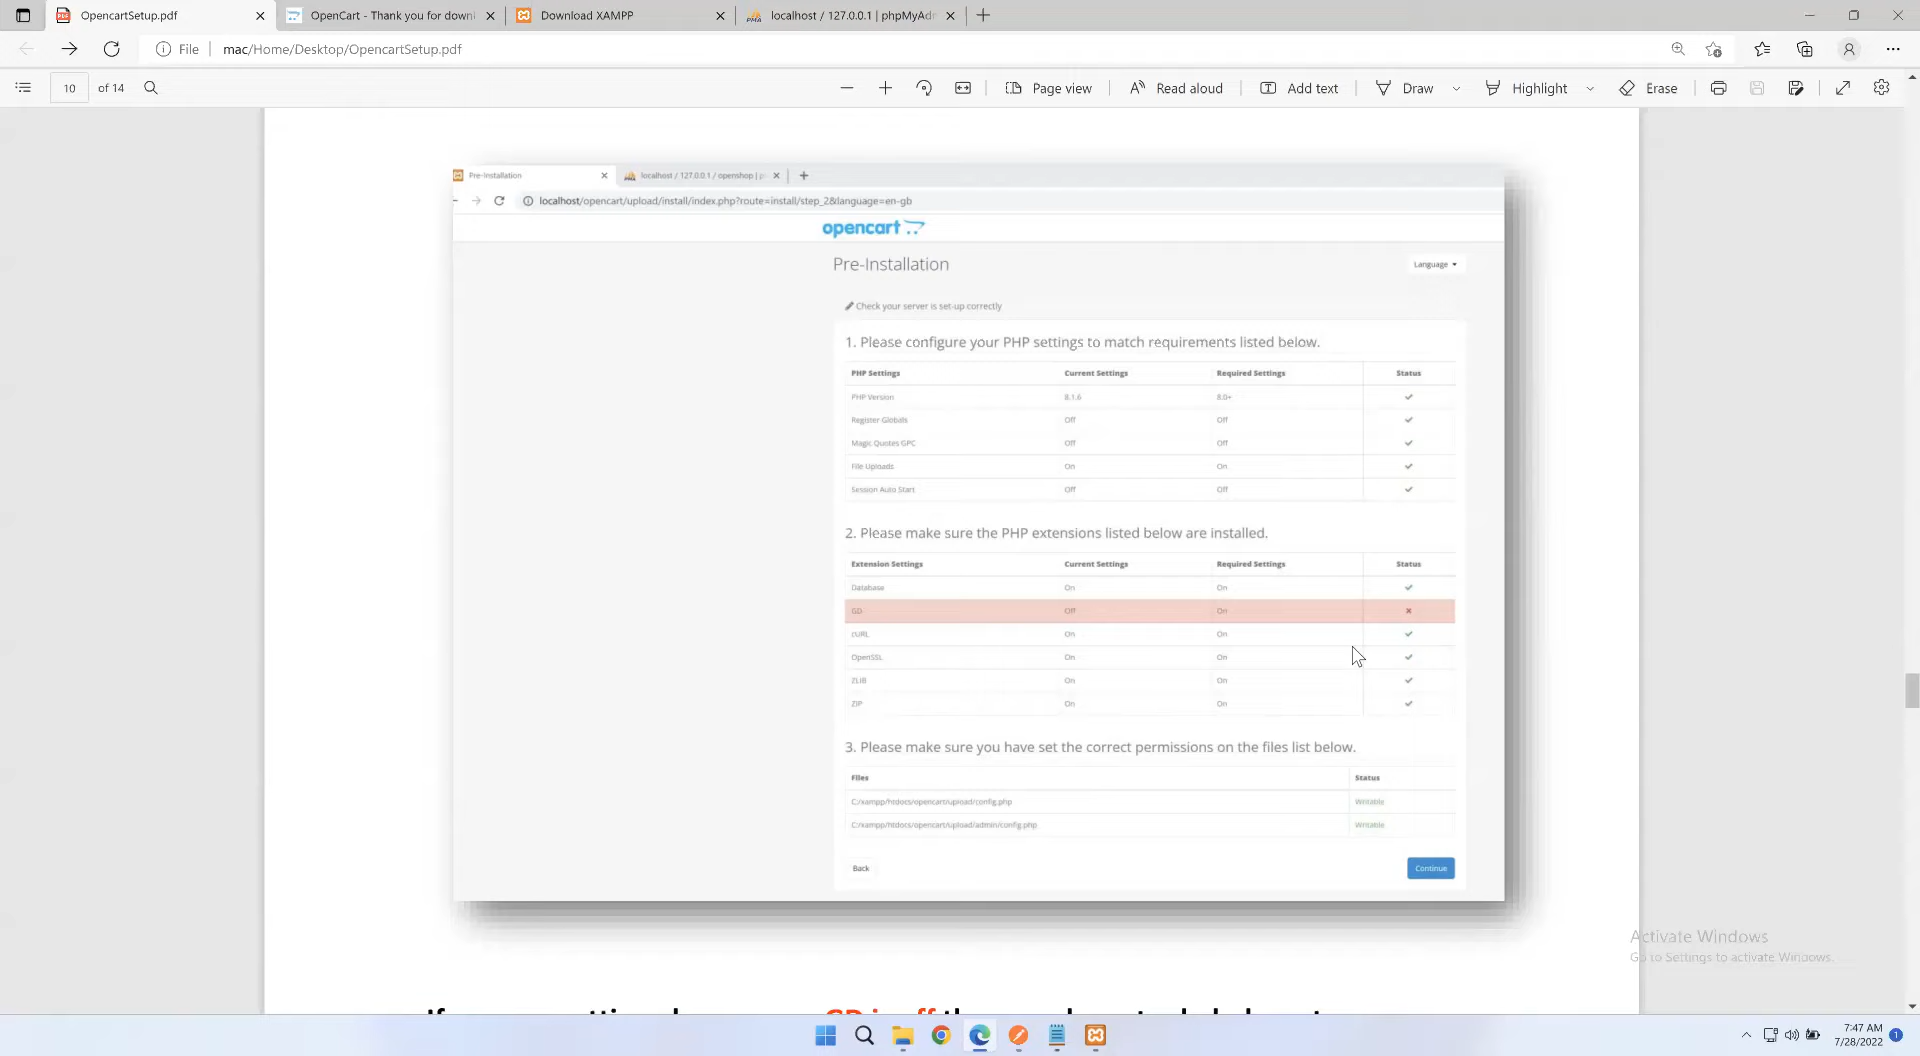 OpencartSetup.pdf
OpenCart - Thank you for down
Download XAMPP
localhost / 127.0.0.1 | phpMyAd
File
mac/Home/Desktop/OpencartSetup.pdf
10 of 14
Page view
Read aloud
Add text
Draw
Highlight
Erase
Pre-Installation
localhost / 127.0.0.1 / openshop | p
localhost/opencart/upload/install/index.php?route=install/step_2&language=en-gb
opencart
Pre-Installation
Language
Check your server is set-up correctly
1. Please configure your PHP settings to match requirements listed below.
PHP Settings Current Settings Required Settings Status
PHP Version 8.1.6 8.0+
Register Globals Off Off
Magic Quotes GPC Off Off
File Uploads On On
Session Auto Start Off Off
2. Please make sure the PHP extensions listed below are installed.
Extension Settings Current Settings Required Settings Status
Database On On
GD Off On
cURL On On
OpenSSL On On
ZLIB On On
ZIP On On
3. Please make sure you have set the correct permissions on the files list below.
Files Status
C:/xampp/htdocs/opencart/upload/config.php Writable
C:/xampp/htdocs/opencart/upload/admin/config.php Writable
Back Continue
Activate Windows
Go to Settings to activate Windows.
GD is off
7:47 AM
7/28/2022
1